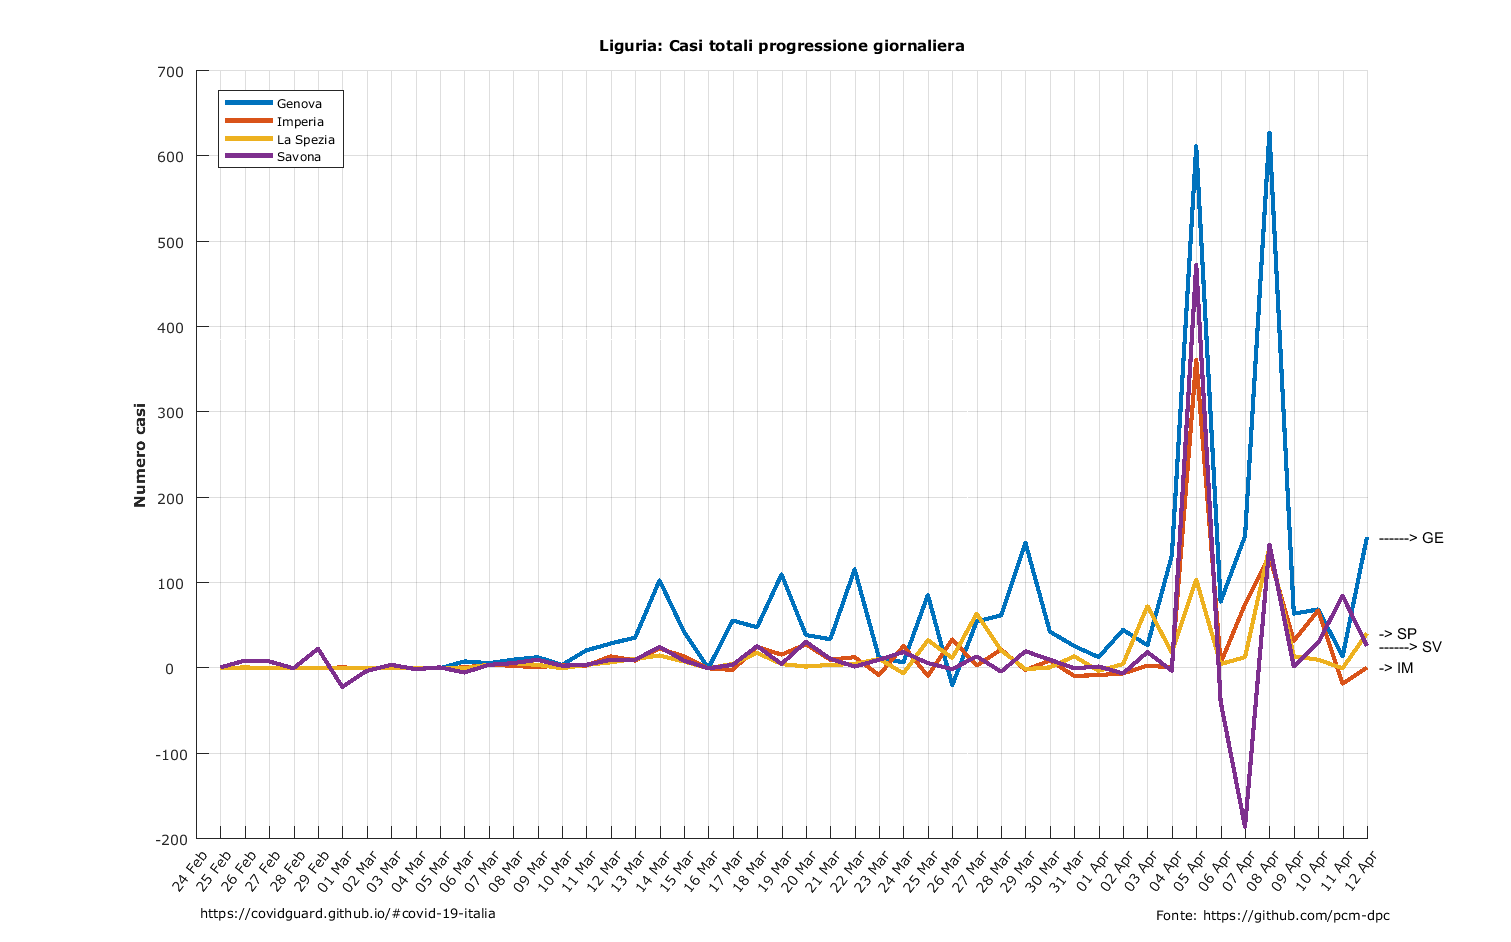 Liguria: Casi totali progressione giornaliera
700
600
500
400
300
200
100
0
-100
-200
Numero casi
Genova
Imperia
La Spezia
Savona
------> GE
-> SP
------> SV
-> IM
24 Feb
25 Feb
26 Feb
27 Feb
28 Feb
29 Feb
01 Mar
02 Mar
03 Mar
04 Mar
05 Mar
06 Mar
07 Mar
08 Mar
09 Mar
10 Mar
11 Mar
12 Mar
13 Mar
14 Mar
15 Mar
16 Mar
17 Mar
18 Mar
19 Mar
20 Mar
21 Mar
22 Mar
23 Mar
24 Mar
25 Mar
26 Mar
27 Mar
28 Mar
29 Mar
30 Mar
31 Mar
01 Apr
02 Apr
03 Apr
04 Apr
05 Apr
06 Apr
07 Apr
08 Apr
09 Apr
10 Apr
11 Apr
12 Apr
https://covidguard.github.io/#covid-19-italia
Fonte: https://github.com/pcm-dpc